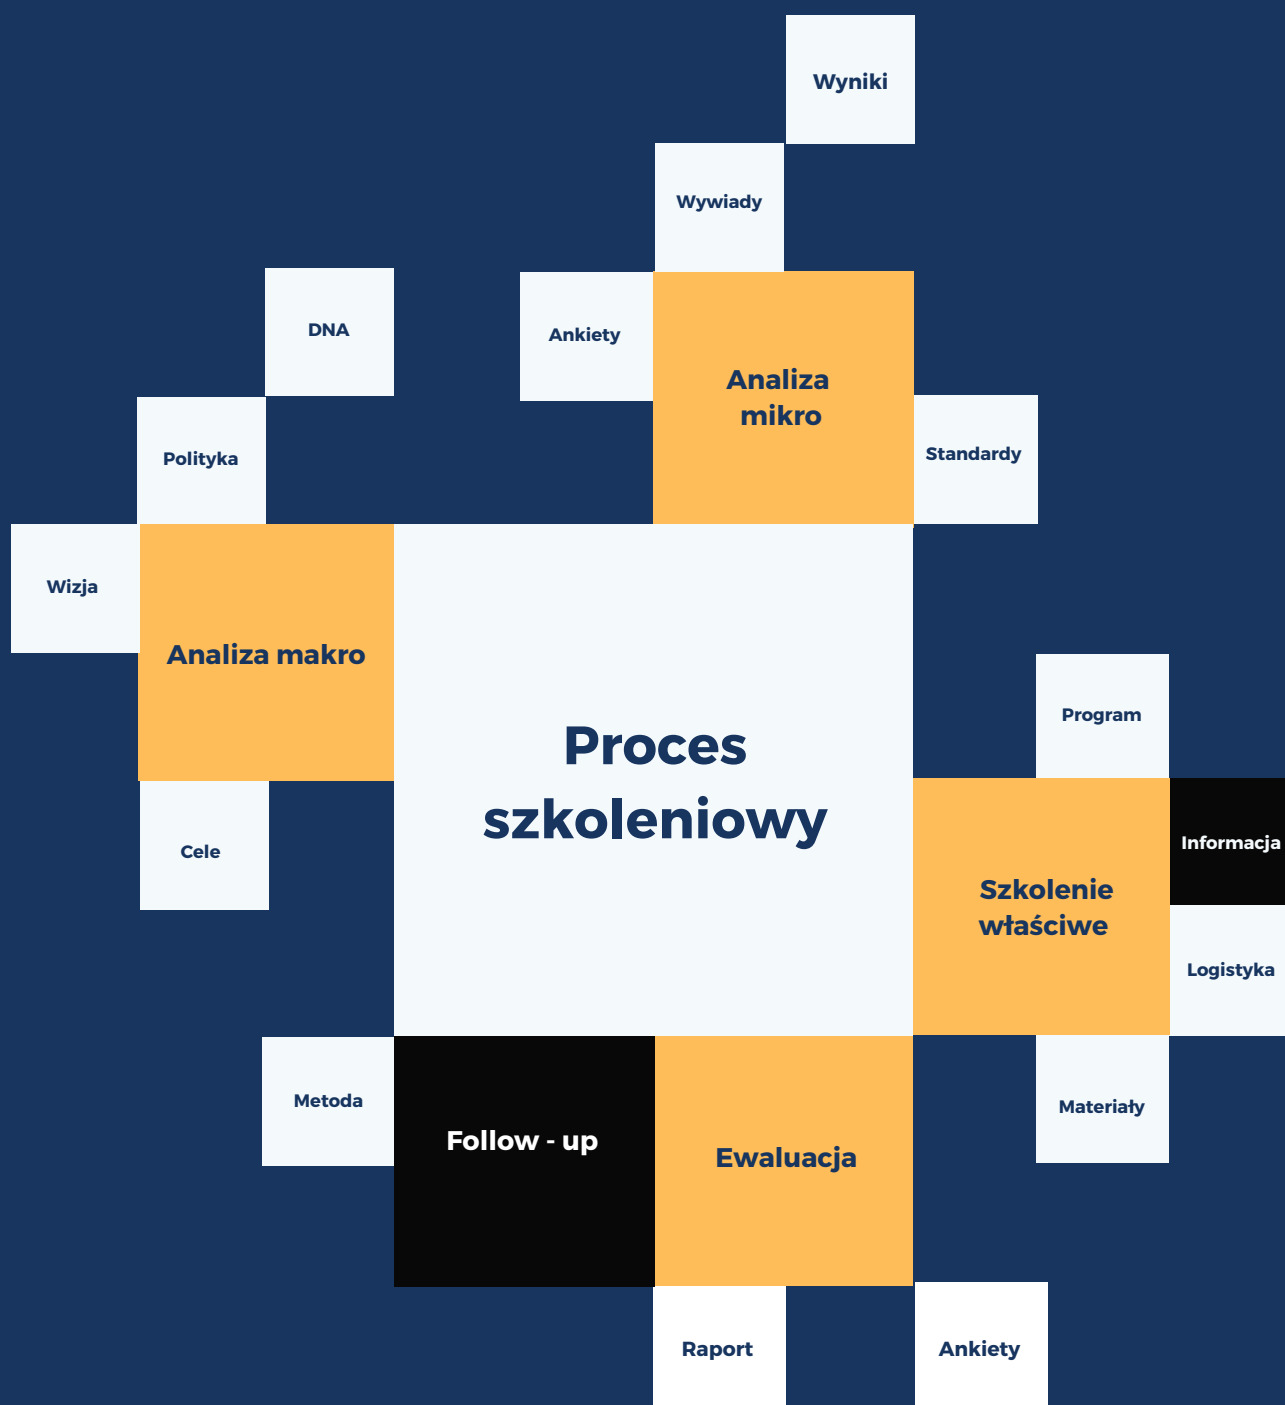 Wyniki
Wywiady
DNA
Ankiety
Analiza
mikro
Polityka
Standardy
Wizja
Analiza makro
Proces
szkoleniowy
Program
Cele
Szkolenie
właściwe
Informacja
Logistyka
Metoda
Follow - up
Ewaluacja
Materiały
Raport
Ankiety